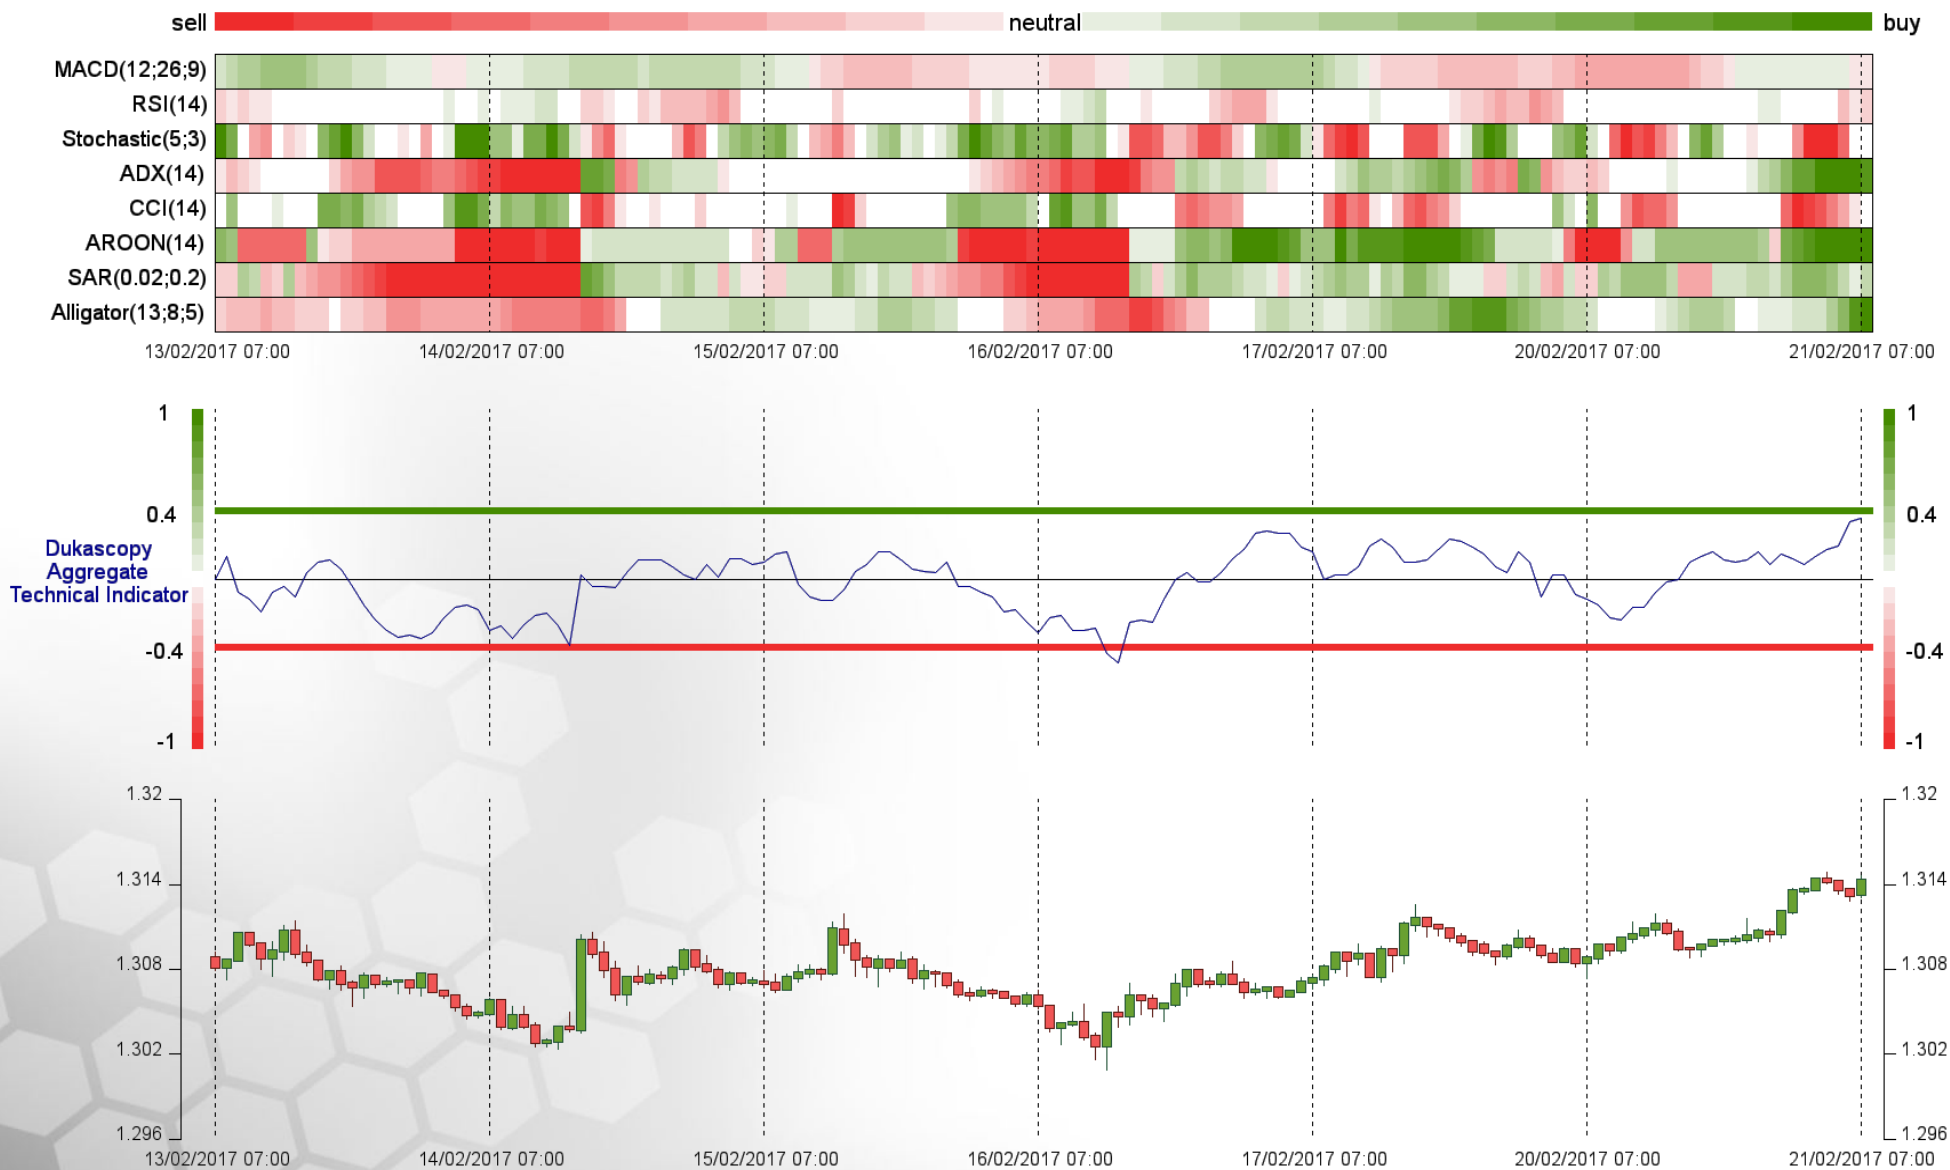 sell neutral buy
MACD(12;26;9)
RSI(14)
Stochastic(5;3)
ADX(14)
CCI(14)
AROON(14)
SAR(0.02;0.2)
Alligator(13;8;5)
13/02/2017 07:00 14/02/2017 07:00 15/02/2017 07:00 16/02/2017 07:00 17/02/2017 07:00 20/02/2017 07:00 21/02/2017 07:00
1 1
0.4 0.4
Dukascopy
Aggregate
Technical Indicator
-0.4 -0.4
-1 -1
1.32 1.32
1.314 1.314
1.308 1.308
1.302 1.302
1.296 1.296
13/02/2017 07:00 14/02/2017 07:00 15/02/2017 07:00 16/02/2017 07:00 17/02/2017 07:00 20/02/2017 07:00 21/02/2017 07:00